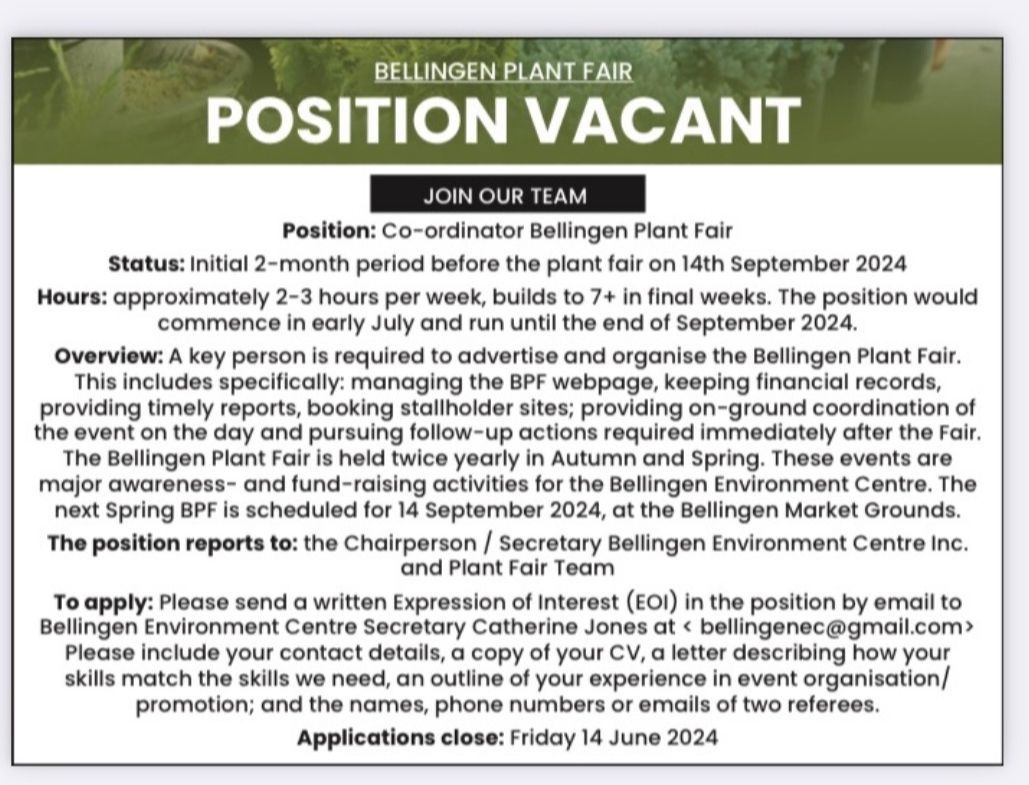 BELLINGEN PLANT FAIR
POSITION VACANT
JOIN OUR TEAM
Position: Co-ordinator Bellingen Plant Fair
Status: Initial 2-month period before the plant fair on 14th September 2024
Hours: approximately 2-3 hours per week, builds to 7+ in final weeks. The position would
commence in early July and run until the end of September 2024.
Overview: A key person is required to advertise and organise the Bellingen Plant Fair.
This includes specifically: managing the BPF webpage, keeping financial records,
providing timely reports, booking stallholder sites; providing on-ground coordination of
the event on the day and pursuing follow-up actions required immediately after the Fair.
The Bellingen Plant Fair is held twice yearly in Autumn and Spring. These events are
major awareness- and fund-raising activities for the Bellingen Environment Centre. The
next Spring BPF is scheduled for 14 September 2024, at the Bellingen Market Grounds.
The position reports to: the Chairperson / Secretary Bellingen Environment Centre Inc.
and Plant Fair Team
To apply: Please send a written Expression of Interest (EOI) in the position by email to
Bellingen Environment Centre Secretary Catherine Jones at < bellingenec@gmail.com>
Please include your contact details, a copy of your CV, a letter describing how your
skills match the skills we need, an outline of your experience in event organisation/
promotion; and the names, phone numbers or emails of two referees.
Applications close: Friday 14 June 2024